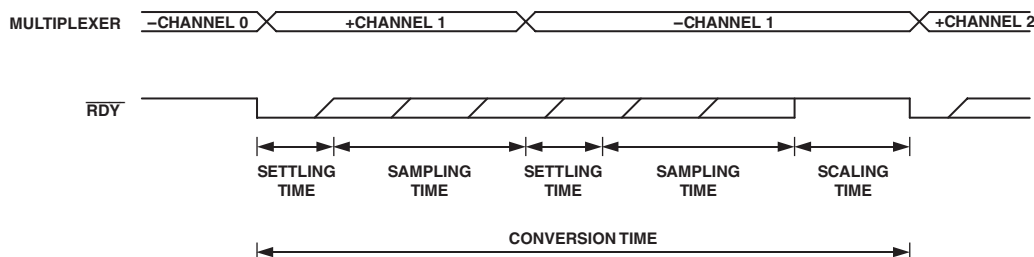 MULTIPLEXER
–CHANNEL 0
+CHANNEL 1
–CHANNEL 1
+CHANNEL 2
RDY
SETTLING
TIME
SAMPLING
TIME
SETTLING
TIME
SAMPLING
TIME
SCALING
TIME
CONVERSION TIME